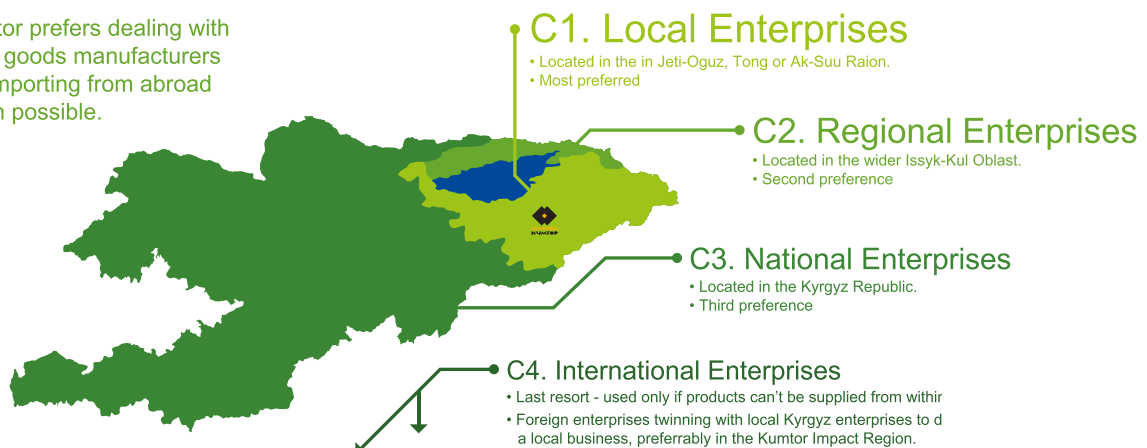 tor prefers dealing with
goods manufacturers
mporting from abroad
n possible.
C1. Local Enterprises
• Located in the in Jeti-Oguz, Tong or Ak-Suu Raion.
• Most preferred
C2. Regional Enterprises
• Located in the wider Issyk-Kul Oblast.
• Second preference
КУМТОР
C3. National Enterprises
• Located in the Kyrgyz Republic.
• Third preference
C4. International Enterprises
• Last resort - used only if products can't be supplied from within
• Foreign enterprises twinning with local Kyrgyz enterprises to d
a local business, preferrably in the Kumtor Impact Region.